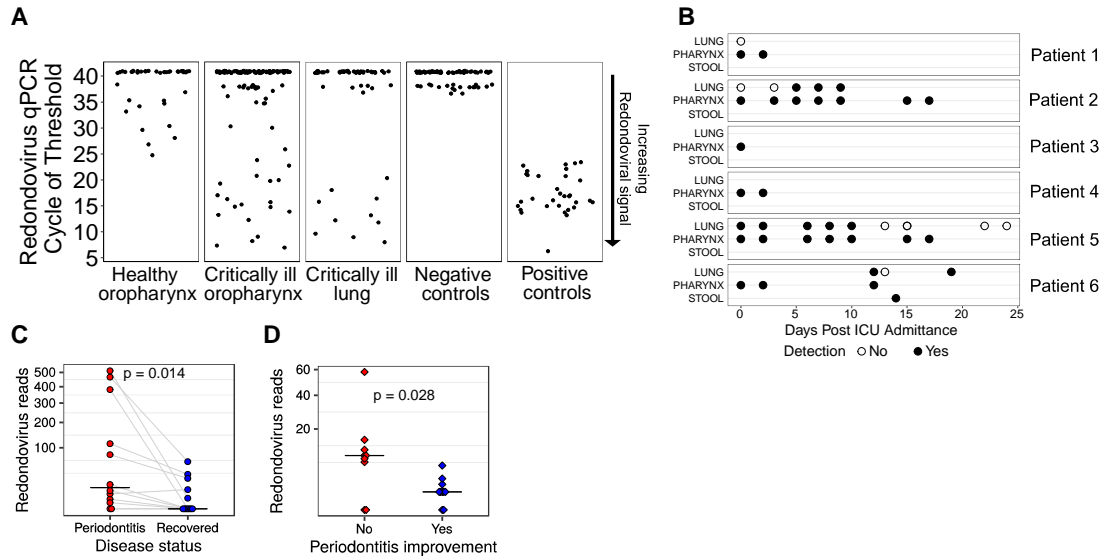 A
Redondovirus qPCR
Cycle of Threshold
40
35
30
25
20
15
10
5
Healthy
oropharynx
Critically ill
oropharynx
Critically ill
lung
Negative
controls
Positive
controls
Increasing
Redondoviral signal
B
LUNG
PHARYNX
STOOL
Patient 1
LUNG
PHARYNX
STOOL
Patient 2
LUNG
PHARYNX
STOOL
Patient 3
LUNG
PHARYNX
STOOL
Patient 4
LUNG
PHARYNX
STOOL
Patient 5
LUNG
PHARYNX
STOOL
Patient 6
0 5 10 15 20 25
Days Post ICU Admittance
Detection No Yes
C
Redondovirus reads
500
400
300
200
100
p = 0.014
Periodontitis Recovered
Disease status
D
Redondovirus reads
60
40
20
p = 0.028
No Yes
Periodontitis improvement